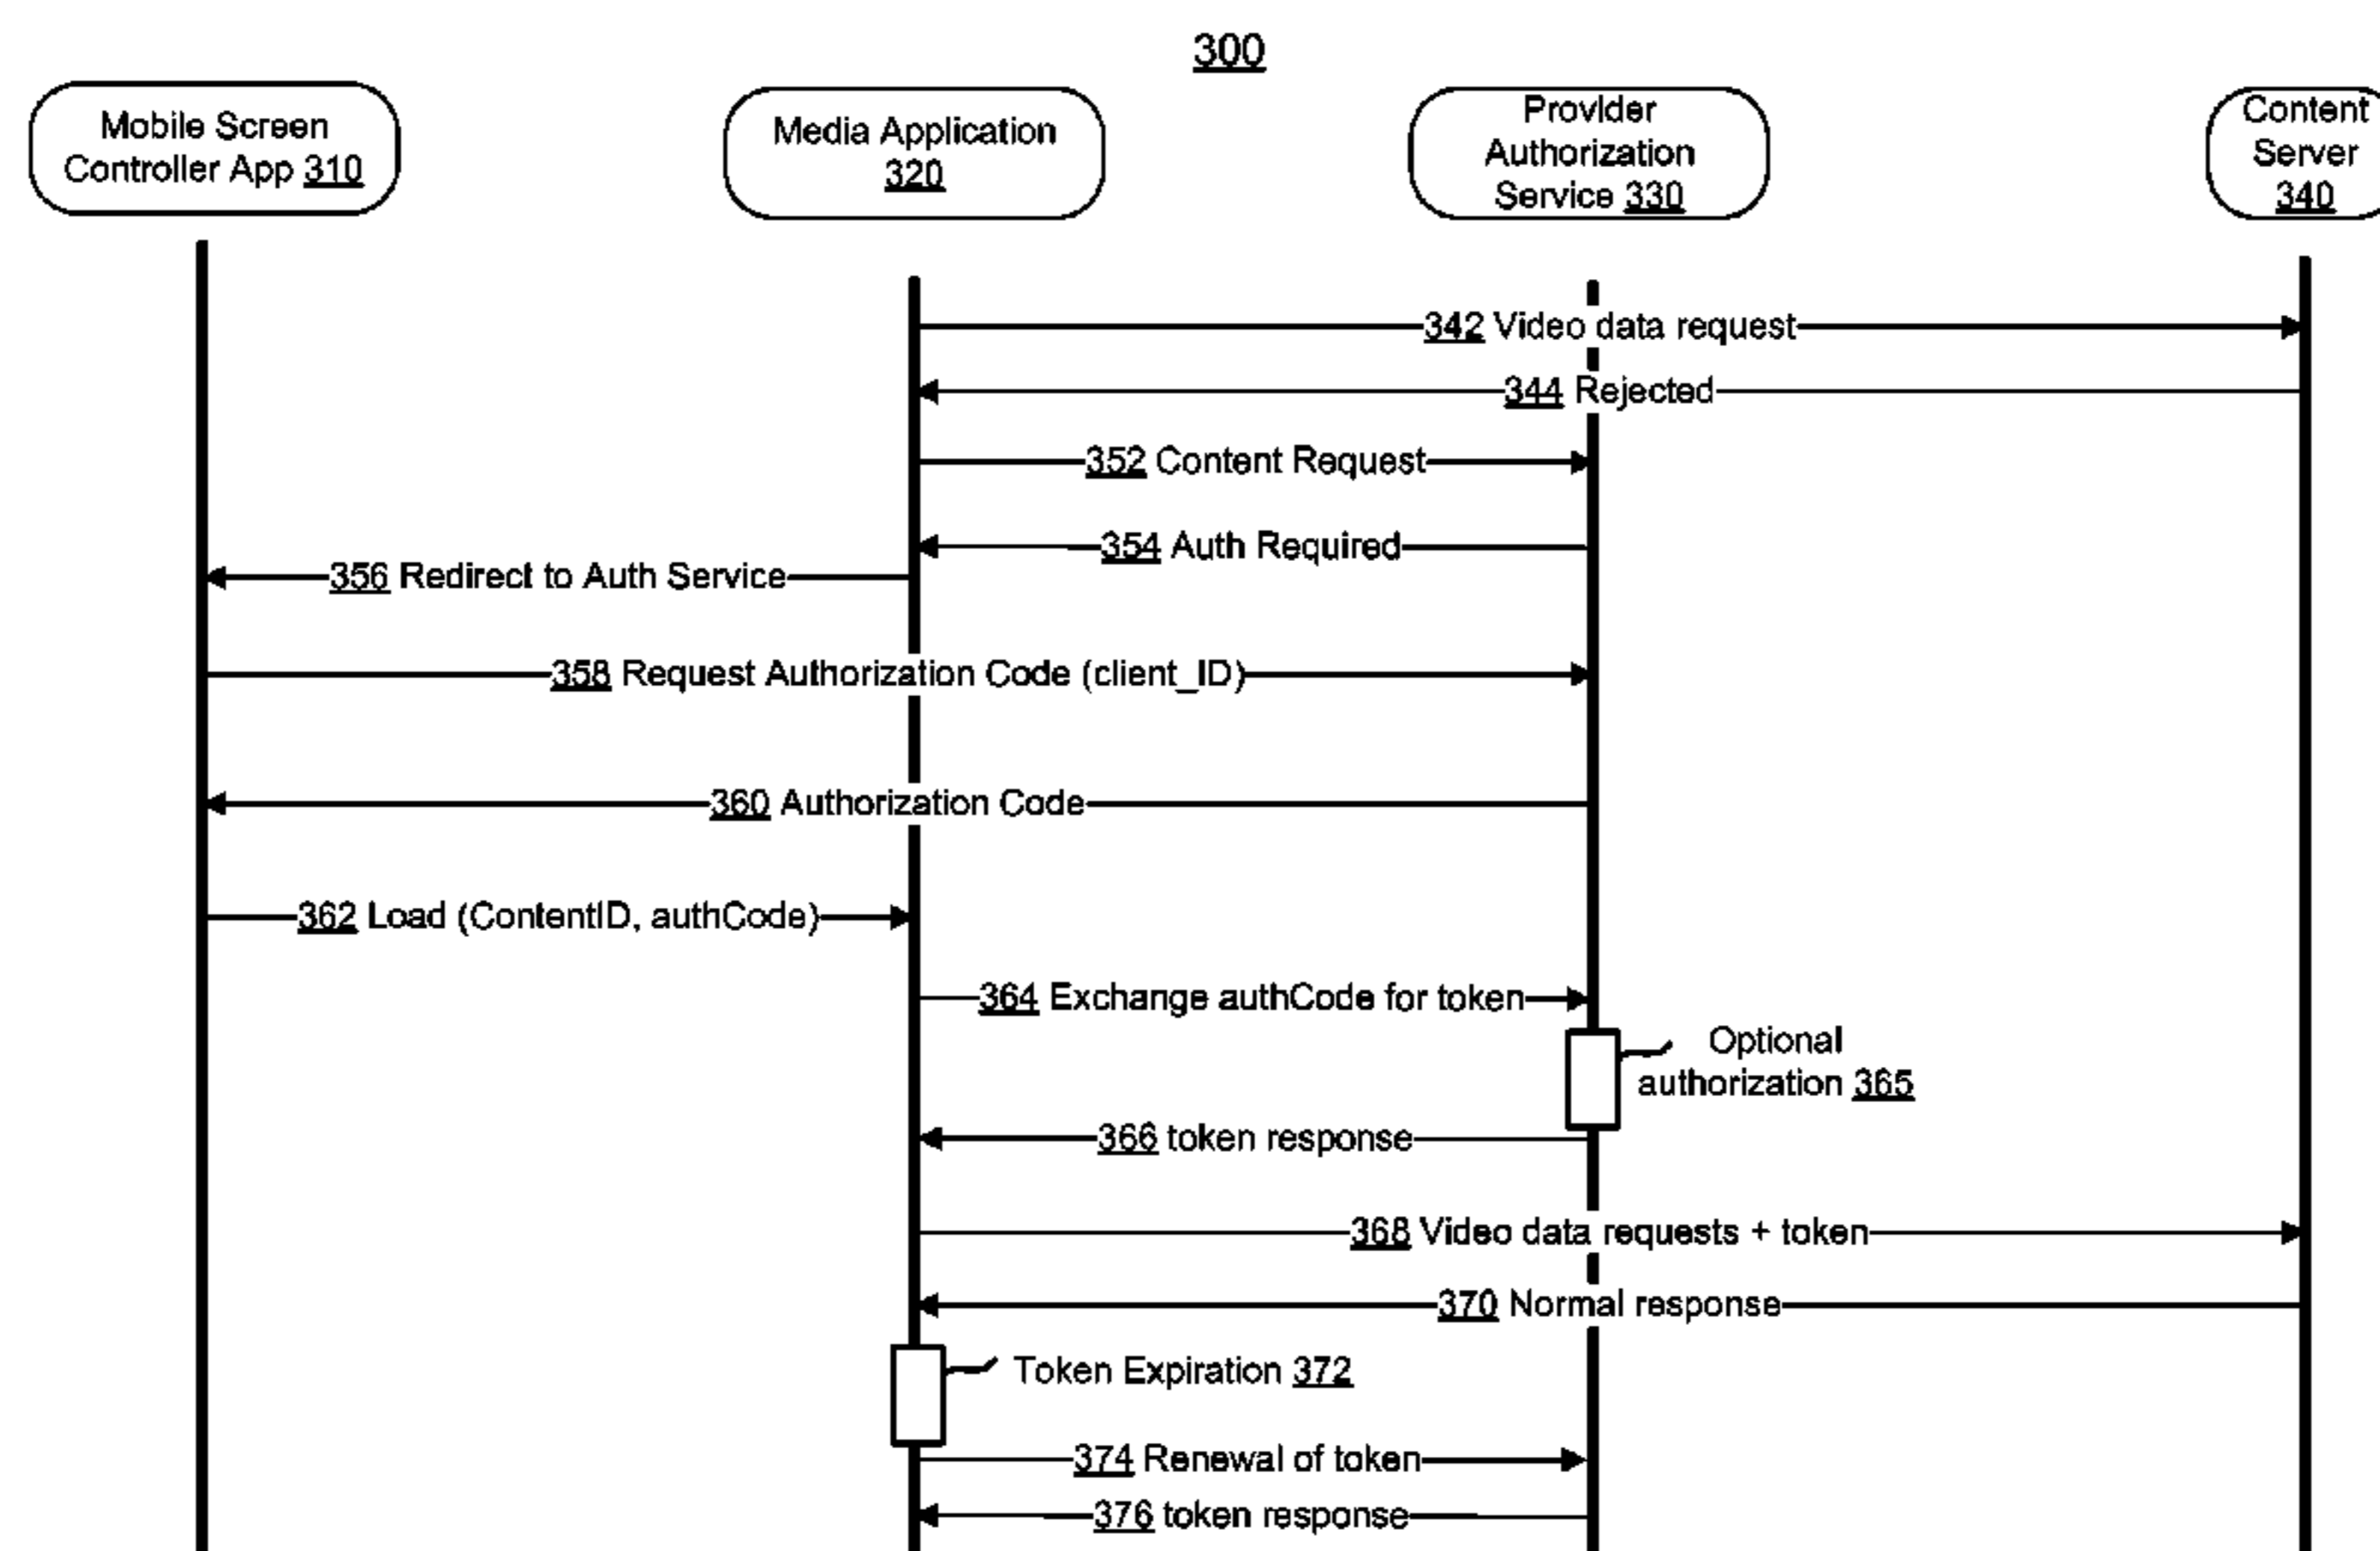 300
Mobile Screen
Controller App 310
Media Application
320
Provider
Authorization
Service 330
Content
Server
340
342 Video data request
344 Rejected
352 Content Request
354 Auth Required
356 Redirect to Auth Service
358 Request Authorization Code (client_ID)
360 Authorization Code
362 Load (ContentID, authCode)
364 Exchange authCode for token
Optional
authorization 365
366 token response
368 Video data requests + token
370 Normal response
Token Expiration 372
374 Renewal of token
376 token response